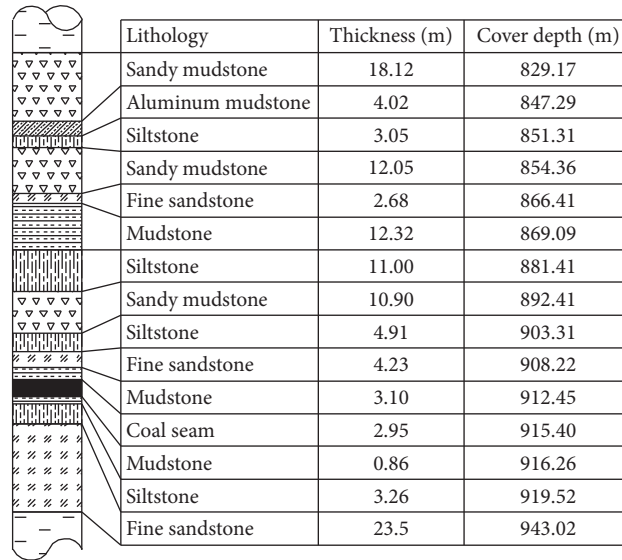 Lithology Thickness (m) Cover depth (m)
Sandy mudstone 18.12 829.17
Aluminum mudstone 4.02 847.29
Siltstone 3.05 851.31
Sandy mudstone 12.05 854.36
Fine sandstone 2.68 866.41
Mudstone 12.32 869.09
Siltstone 11.00 881.41
Sandy mudstone 10.90 892.41
Siltstone 4.91 903.31
Fine sandstone 4.23 908.22
Mudstone 3.10 912.45
Coal seam 2.95 915.40
Mudstone 0.86 916.26
Siltstone 3.26 919.52
Fine sandstone 23.5 943.02